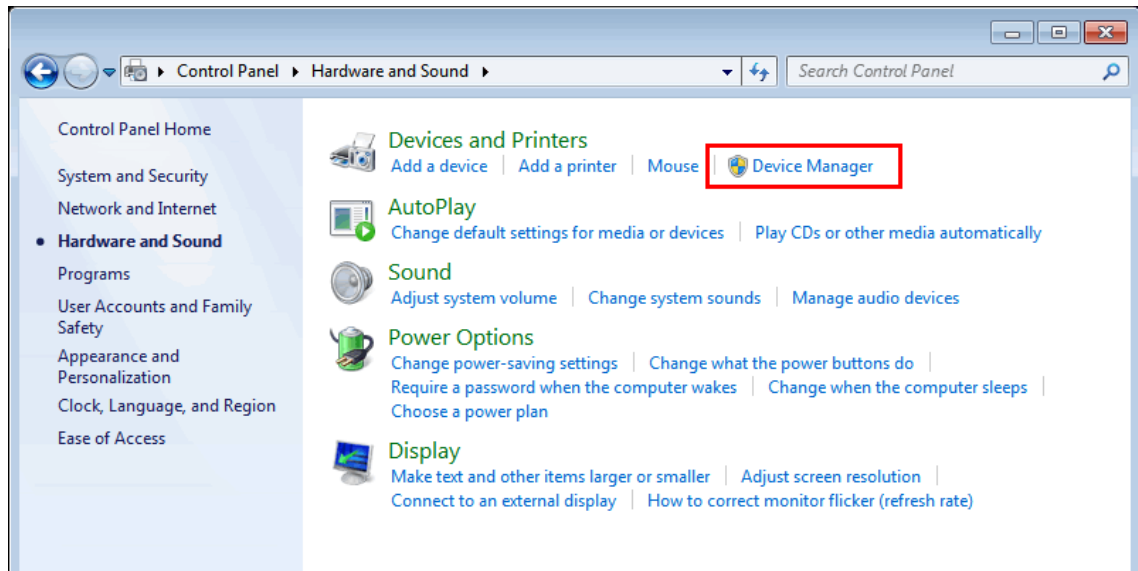 Control Panel Hardware and Sound
Search Control Panel
Control Panel Home
System and Security
Network and Internet
Hardware and Sound
Programs
User Accounts and Family
Safety
Appearance and
Personalization
Clock, Language, and Region
Ease of Access
Devices and Printers
Add a device Add a printer Mouse Device Manager
AutoPlay
Change default settings for media or devices Play CDs or other media automatically
Sound
Adjust system volume Change system sounds Manage audio devices
Power Options
Change power-saving settings Change what the power buttons do
Require a password when the computer wakes Change when the computer sleeps
Choose a power plan
Display
Make text and other items larger or smaller Adjust screen resolution
Connect to an external display How to correct monitor flicker (refresh rate)